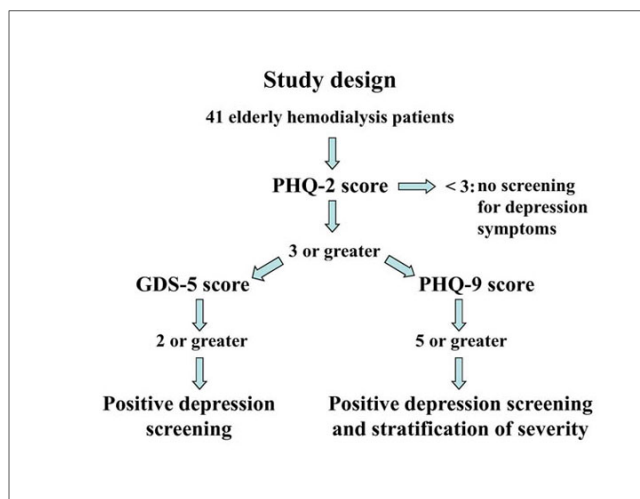 Study design
41 elderly hemodialysis patients
PHQ-2 score
< 3: no screening
for depression
symptoms
3 or greater
GDS-5 score
PHQ-9 score
2 or greater
5 or greater
Positive depression
screening
Positive depression screening
and stratification of severity